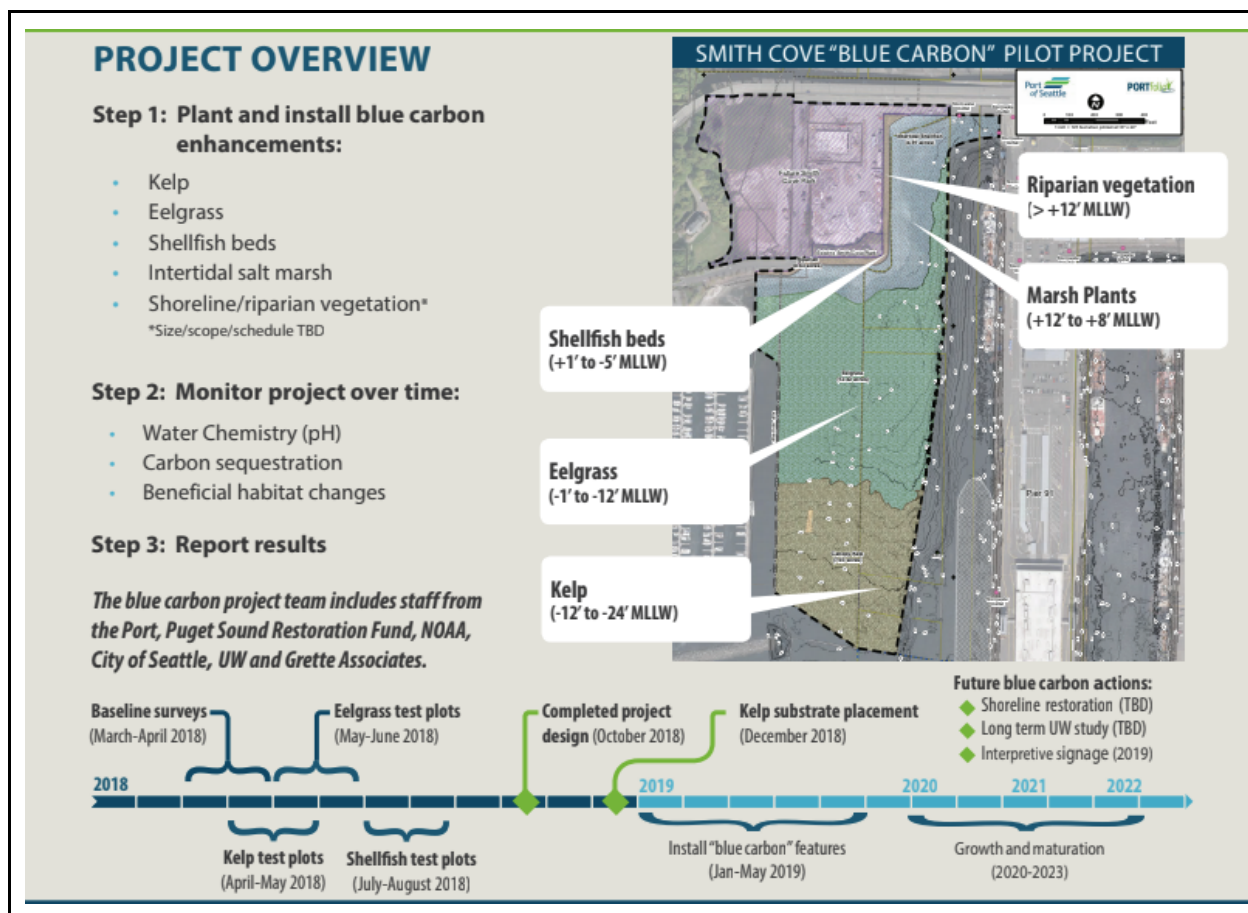 PROJECT OVERVIEW
Step 1: Plant and install blue carbon
enhancements:
• Kelp
• Eelgrass
• Shellfish beds
• Intertidal salt marsh
• Shoreline/riparian vegetation*
*Size/scope/schedule TBD
Step 2: Monitor project over time:
• Water Chemistry (pH)
• Carbon sequestration
• Beneficial habitat changes
Step 3: Report results
The blue carbon project team includes staff from
the Port, Puget Sound Restoration Fund, NOAA,
City of Seattle, UW and Grette Associates.
SMITH COVE “BLUE CARBON” PILOT PROJECT
Port
of Seattle
PORTfolio
Riparian vegetation
(> +12’ MLLW)
Marsh Plants
(+12’ to +8’ MLLW)
Shellfish beds
(+1’ to -5’ MLLW)
Eelgrass
(-1’ to -12’ MLLW)
Kelp
(-12’ to -24’ MLLW)
Pier 91
Baseline surveys
(March-April 2018)
Eelgrass test plots
(May-June 2018)
Completed project
design (October 2018)
Kelp substrate placement
(December 2018)
Future blue carbon actions:
Shoreline restoration (TBD)
Long term UW study (TBD)
Interpretive signage (2019)
2018
2019
2020
2021
2022
Kelp test plots
(April-May 2018)
Shellfish test plots
(July-August 2018)
Install “blue carbon” features
(Jan-May 2019)
Growth and maturation
(2020-2023)